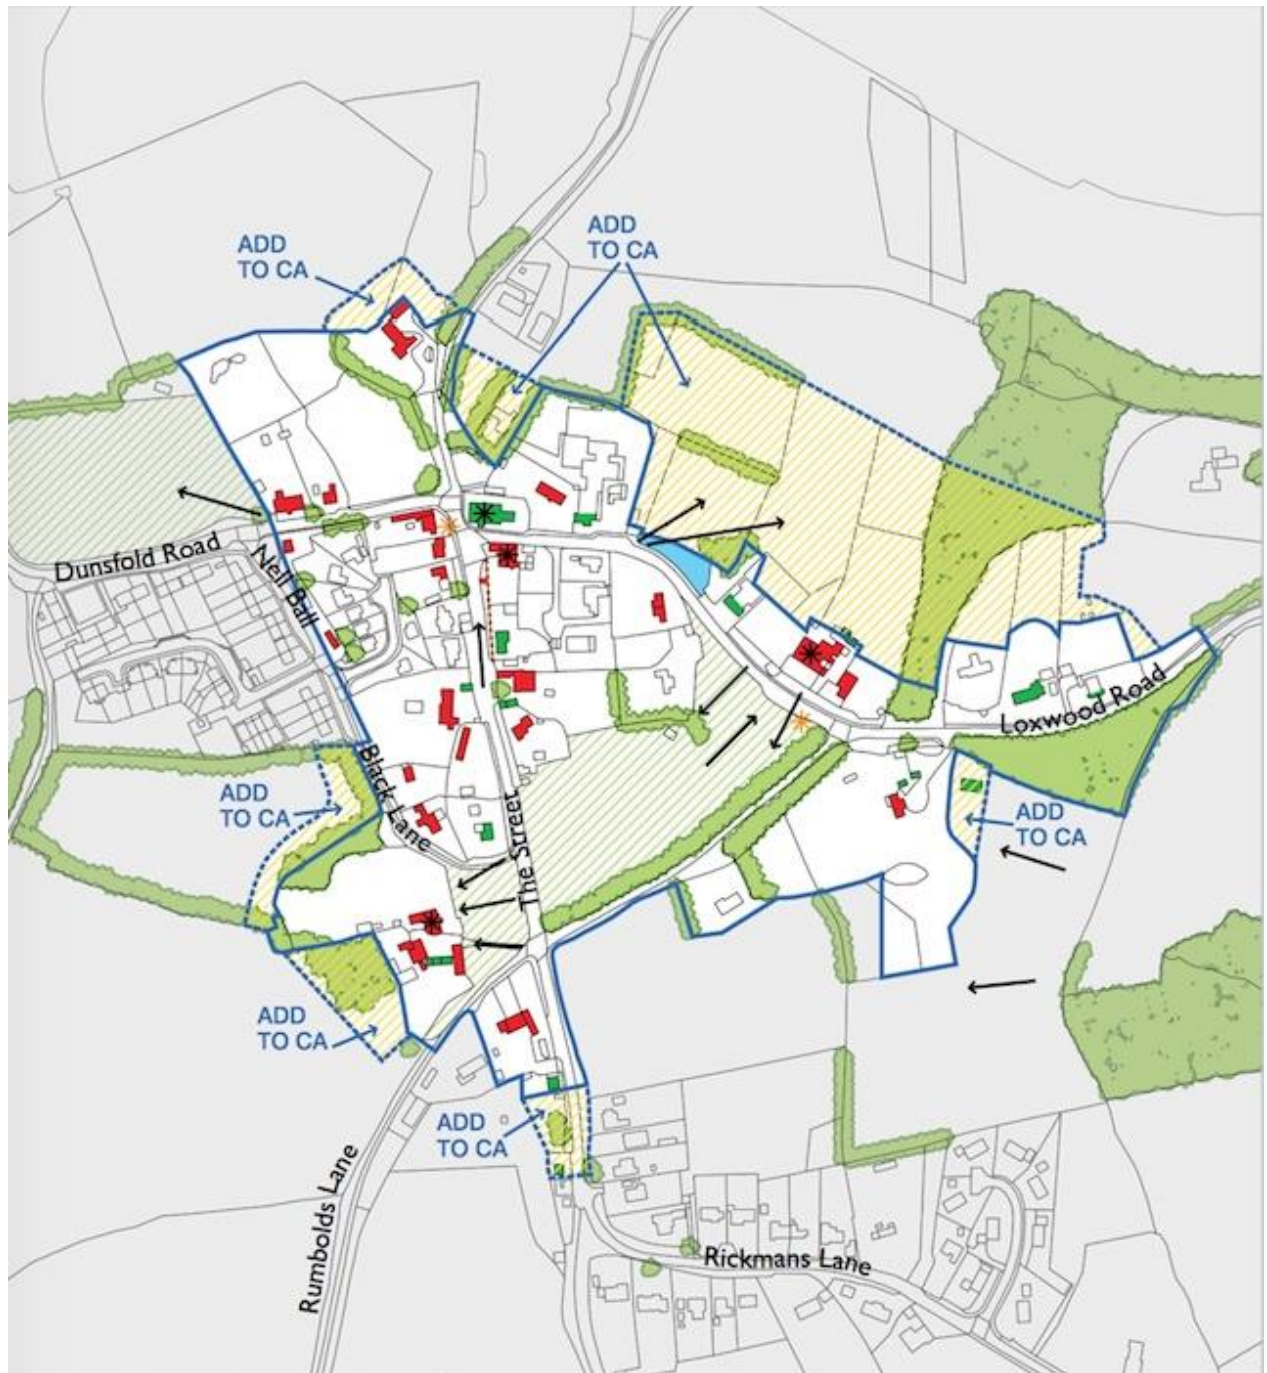 ADD
TO CA
ADD
TO CA
Dunsfold Road
Nell Ball
Loxwood Road
Black Lane
ADD
TO CA
The Street
ADD
TO CA
ADD
TO CA
ADD
TO CA
Rumbolds Lane
Rickmans Lane